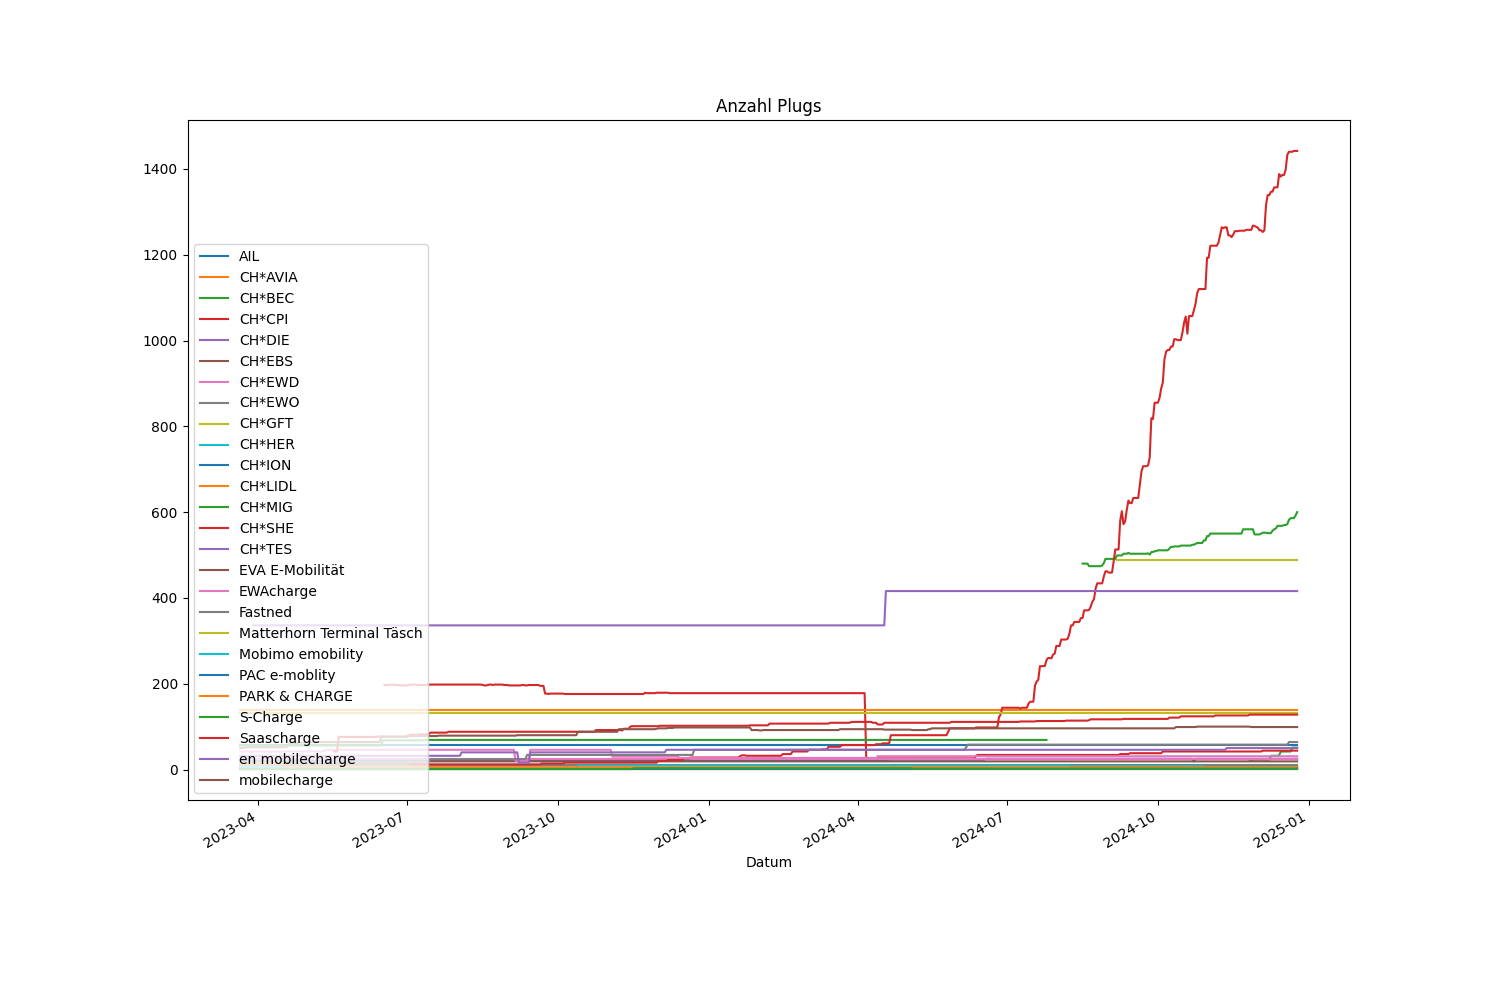 Anzahl Plugs
1400
1200
1000
800
600
400
200
0
AIL
CH*AVIA
CH*BEC
CH*CPI
CH*DIE
CH*EBS
CH*EWD
CH*EWO
CH*GFT
CH*HER
CH*ION
CH*LIDL
CH*MIG
CH*SHE
CH*TES
EVA E-Mobilität
EWAcharge
Fastned
Matterhorn Terminal Täsch
Mobimo emobility
PAC e-moblity
PARK & CHARGE
S-Charge
Saascharge
en mobilecharge
mobilecharge
2023-04
2023-07
2023-10
2024-01
2024-04
2024-07
2024-10
2025-01
Datum